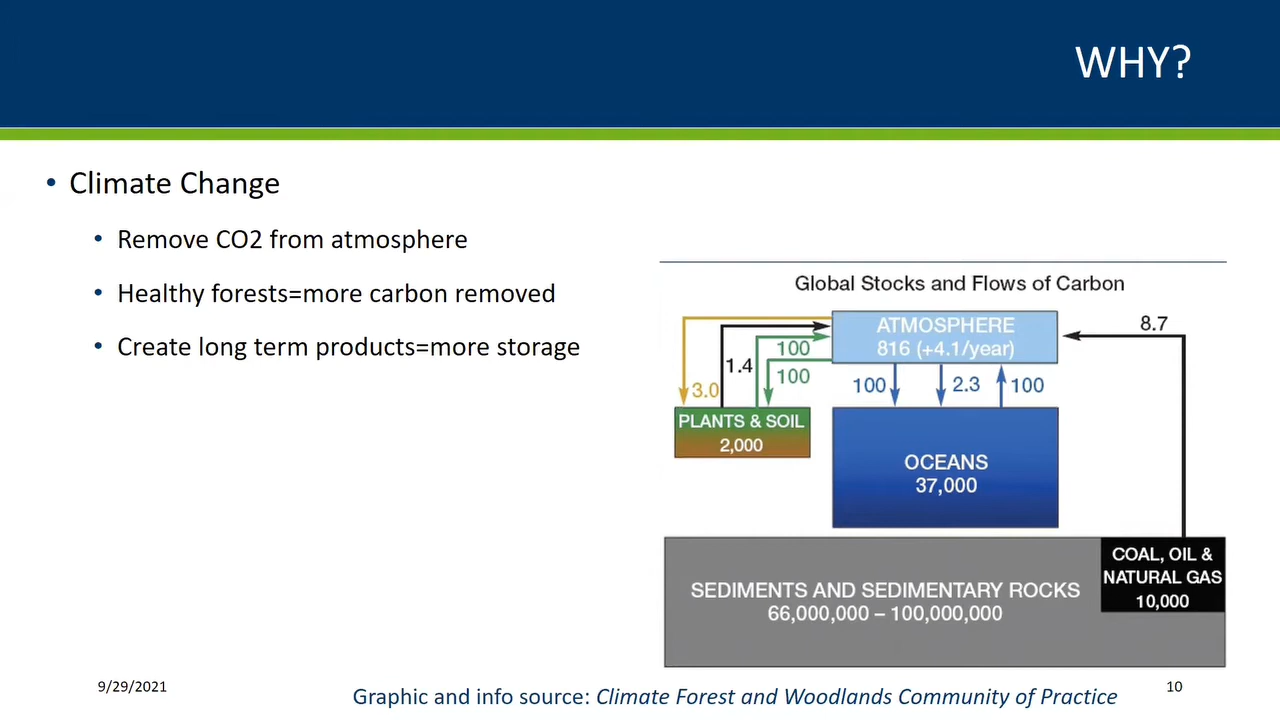 WHY?
• Climate Change
• Remove CO2 from atmosphere
• Healthy forests=more carbon removed
• Create long term products=more storage
Global Stocks and Flows of Carbon
ATMOSPHERE
816 (+4.1/year)
8.7
1.4
100
100
3.0
100
2.3
100
PLANTS & SOIL
2,000
OCEANS
37,000
SEDIMENTS AND SEDIMENTARY ROCKS
66,000,000 – 100,000,000
COAL, OIL &
NATURAL GAS
10,000
9/29/2021
Graphic and info source: Climate Forest and Woodlands Community of Practice
10